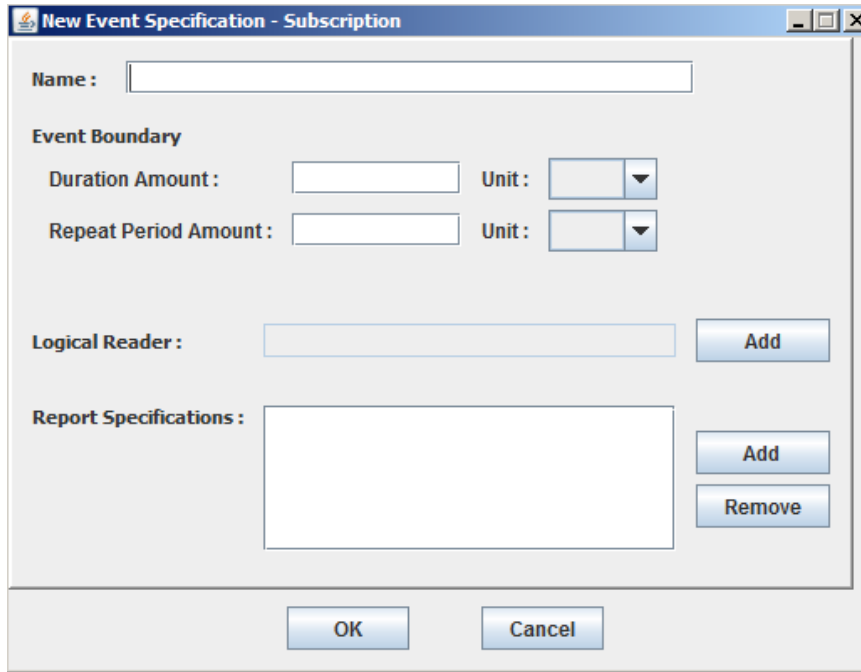 New Event Specification - Subscription
Name :
Event Boundary
Duration Amount : Unit :
Repeat Period Amount : Unit :
Logical Reader : Add
Report Specifications :
Add
Remove
OK Cancel